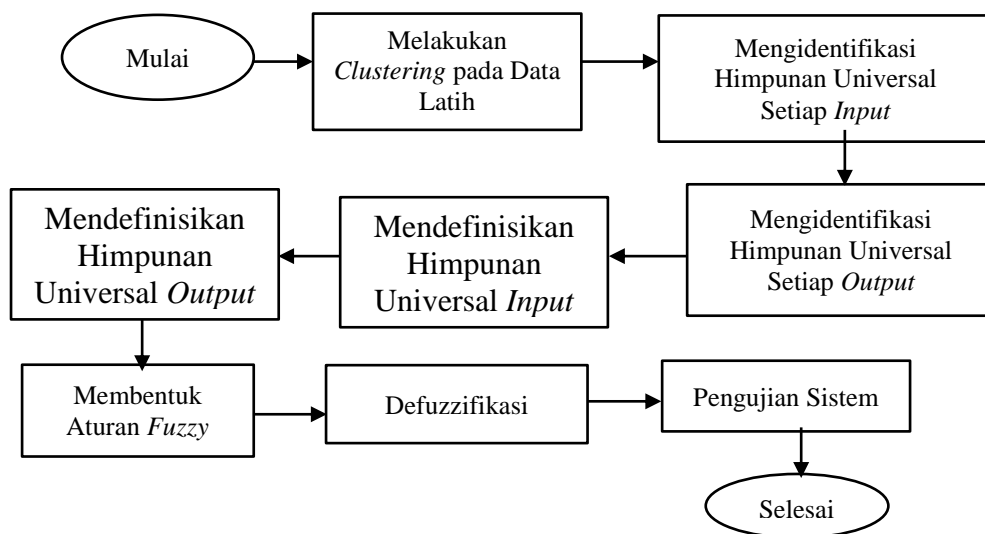 Mulai
Melakukan
Clustering pada Data
Latih
Mengidentifikasi
Himpunan Universal
Setiap Input
Mengidentifikasi
Himpunan Universal
Setiap Output
Mendefinisikan
Himpunan
Universal Input
Mendefinisikan
Himpunan
Universal Output
Membentuk
Aturan Fuzzy
Defuzzifikasi
Pengujian Sistem
Selesai